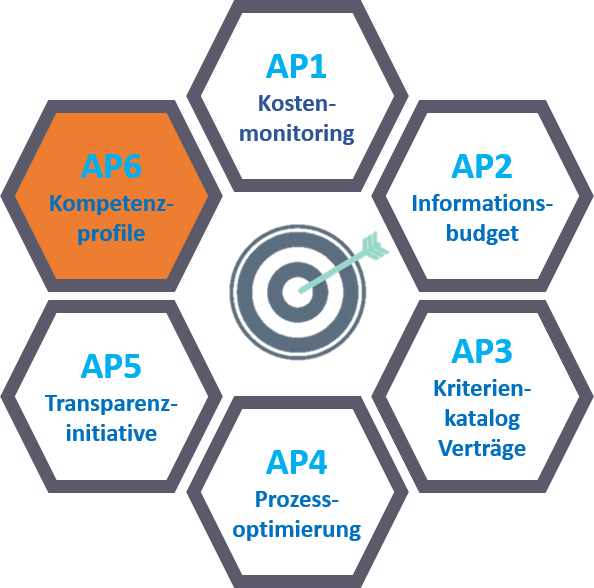 AP1
Kosten-
monitoring
AP2
Informations-
budget
AP3
Kriterien-
katalog
Verträge
AP4
Prozess-
optimierung
AP5
Transparenz-
initiative
AP6
Kompetenz-
profile